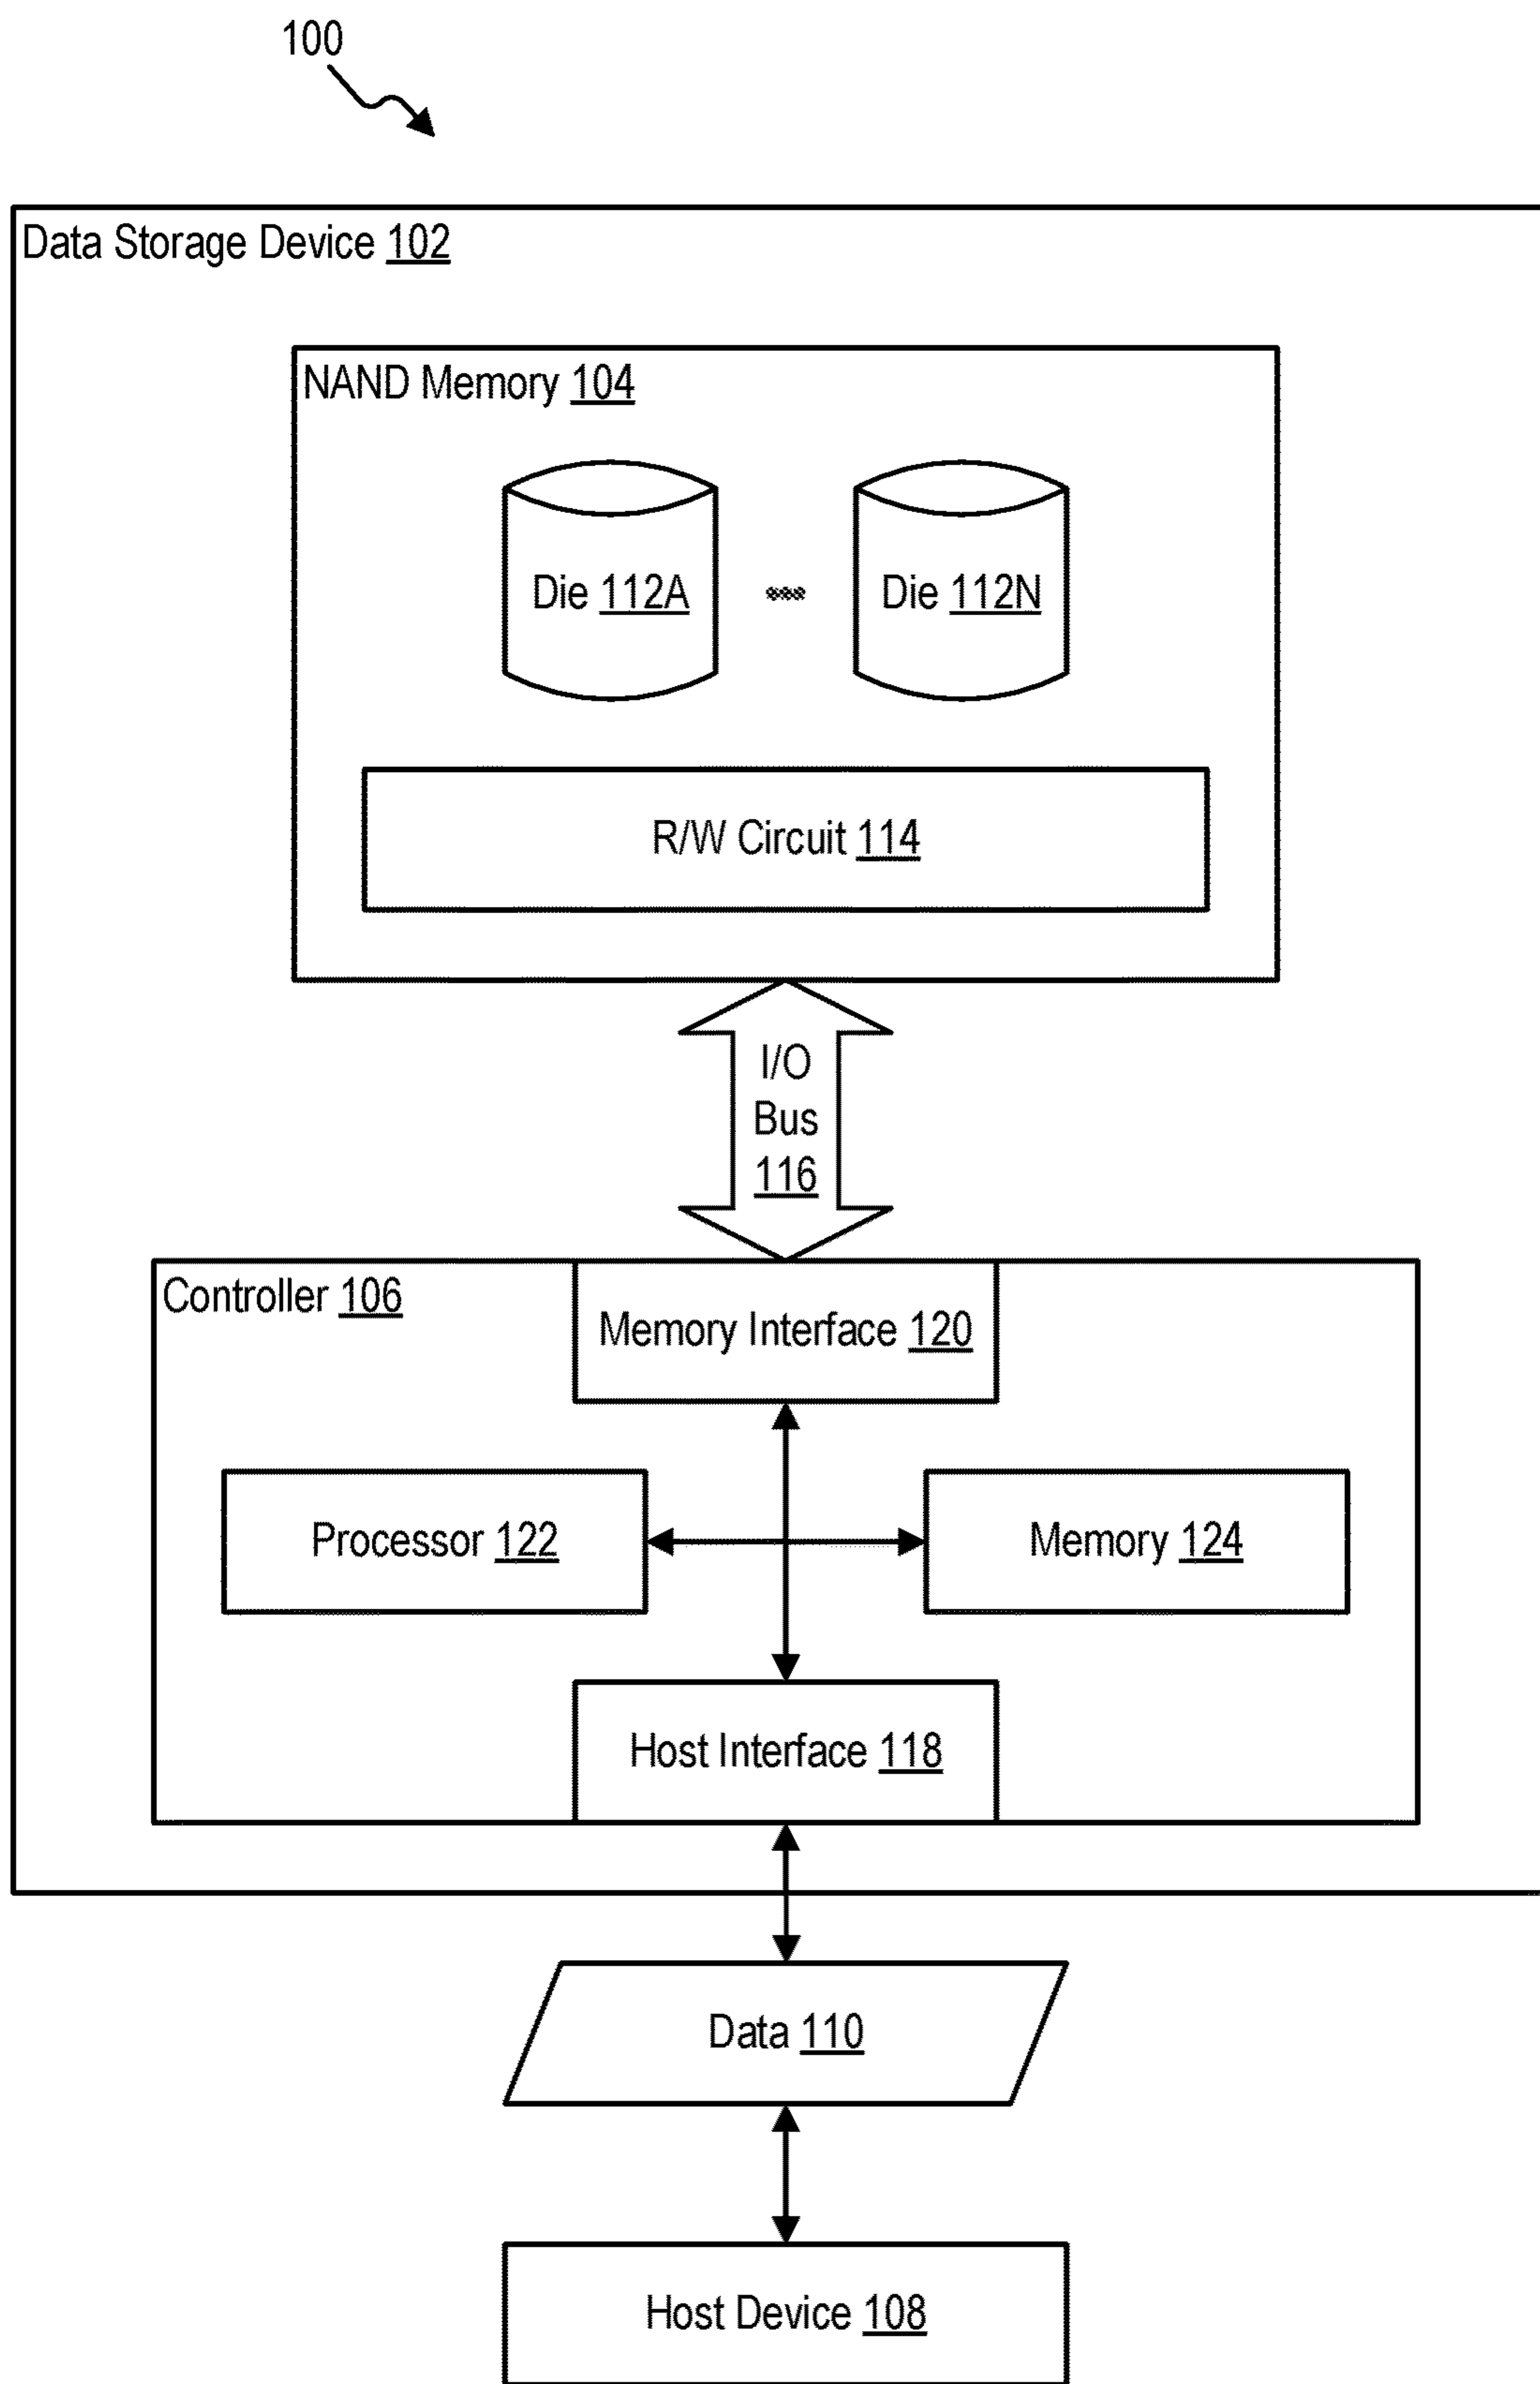 100
Data Storage Device 102
NAND Memory 104
Die 112A
Die 112N
R/W Circuit 114
I/O
Bus
116
Controller 106
Memory Interface 120
Processor 122
Memory 124
Host Interface 118
Data 110
Host Device 108